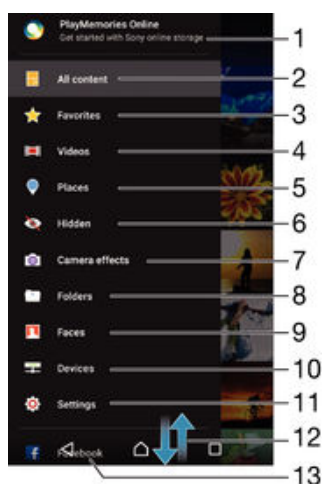 PlayMemories Online
Get started with Sony online storage
1
All content
2
Favorites
3
Videos
4
Places
5
Hidden
6
Camera effects
7
Folders
8
Faces
9
Devices
10
Settings
11
12
Facebook
13